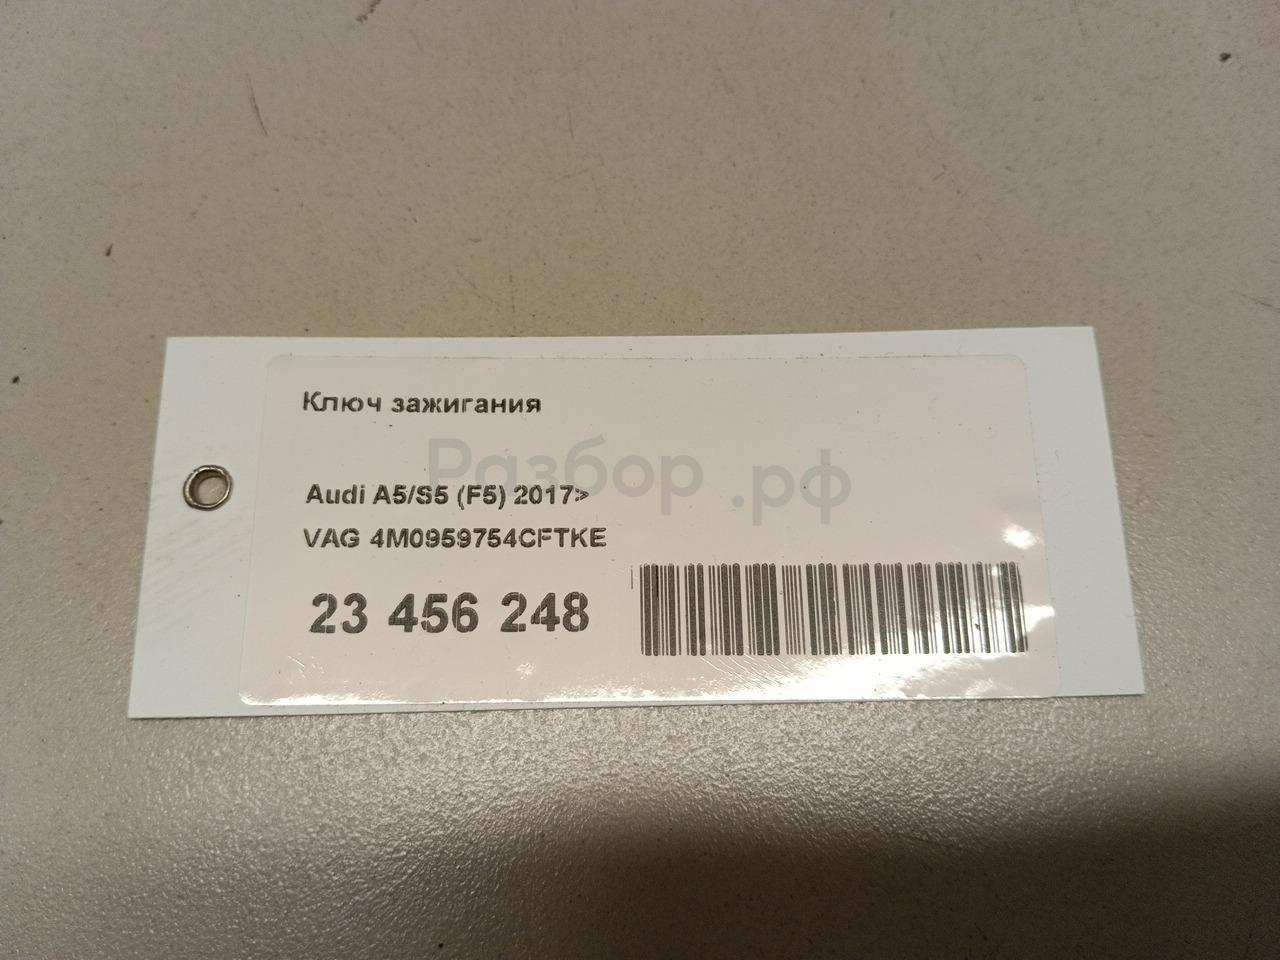 Ключ зажигания
Разбор.рф
Audi A5/S5 (F5) 2017>
VAG 4M0959754CFTKE
23 456 248